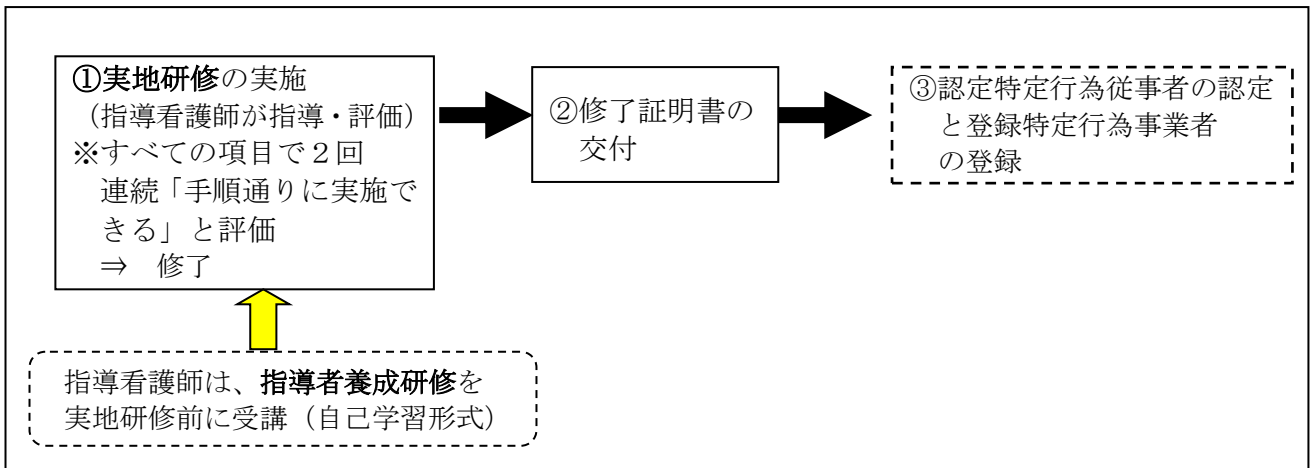 ①実地研修の実施
（指導看護師が指導・評価）
※すべての項目で２回
連続「手順通りに実施で
きる」と評価
⇒　修了
②修了証明書の
交付
③認定特定行為従事者の認定
と登録特定行為事業者
の登録
指導看護師は、指導者養成研修を
実地研修前に受講（自己学習形式）